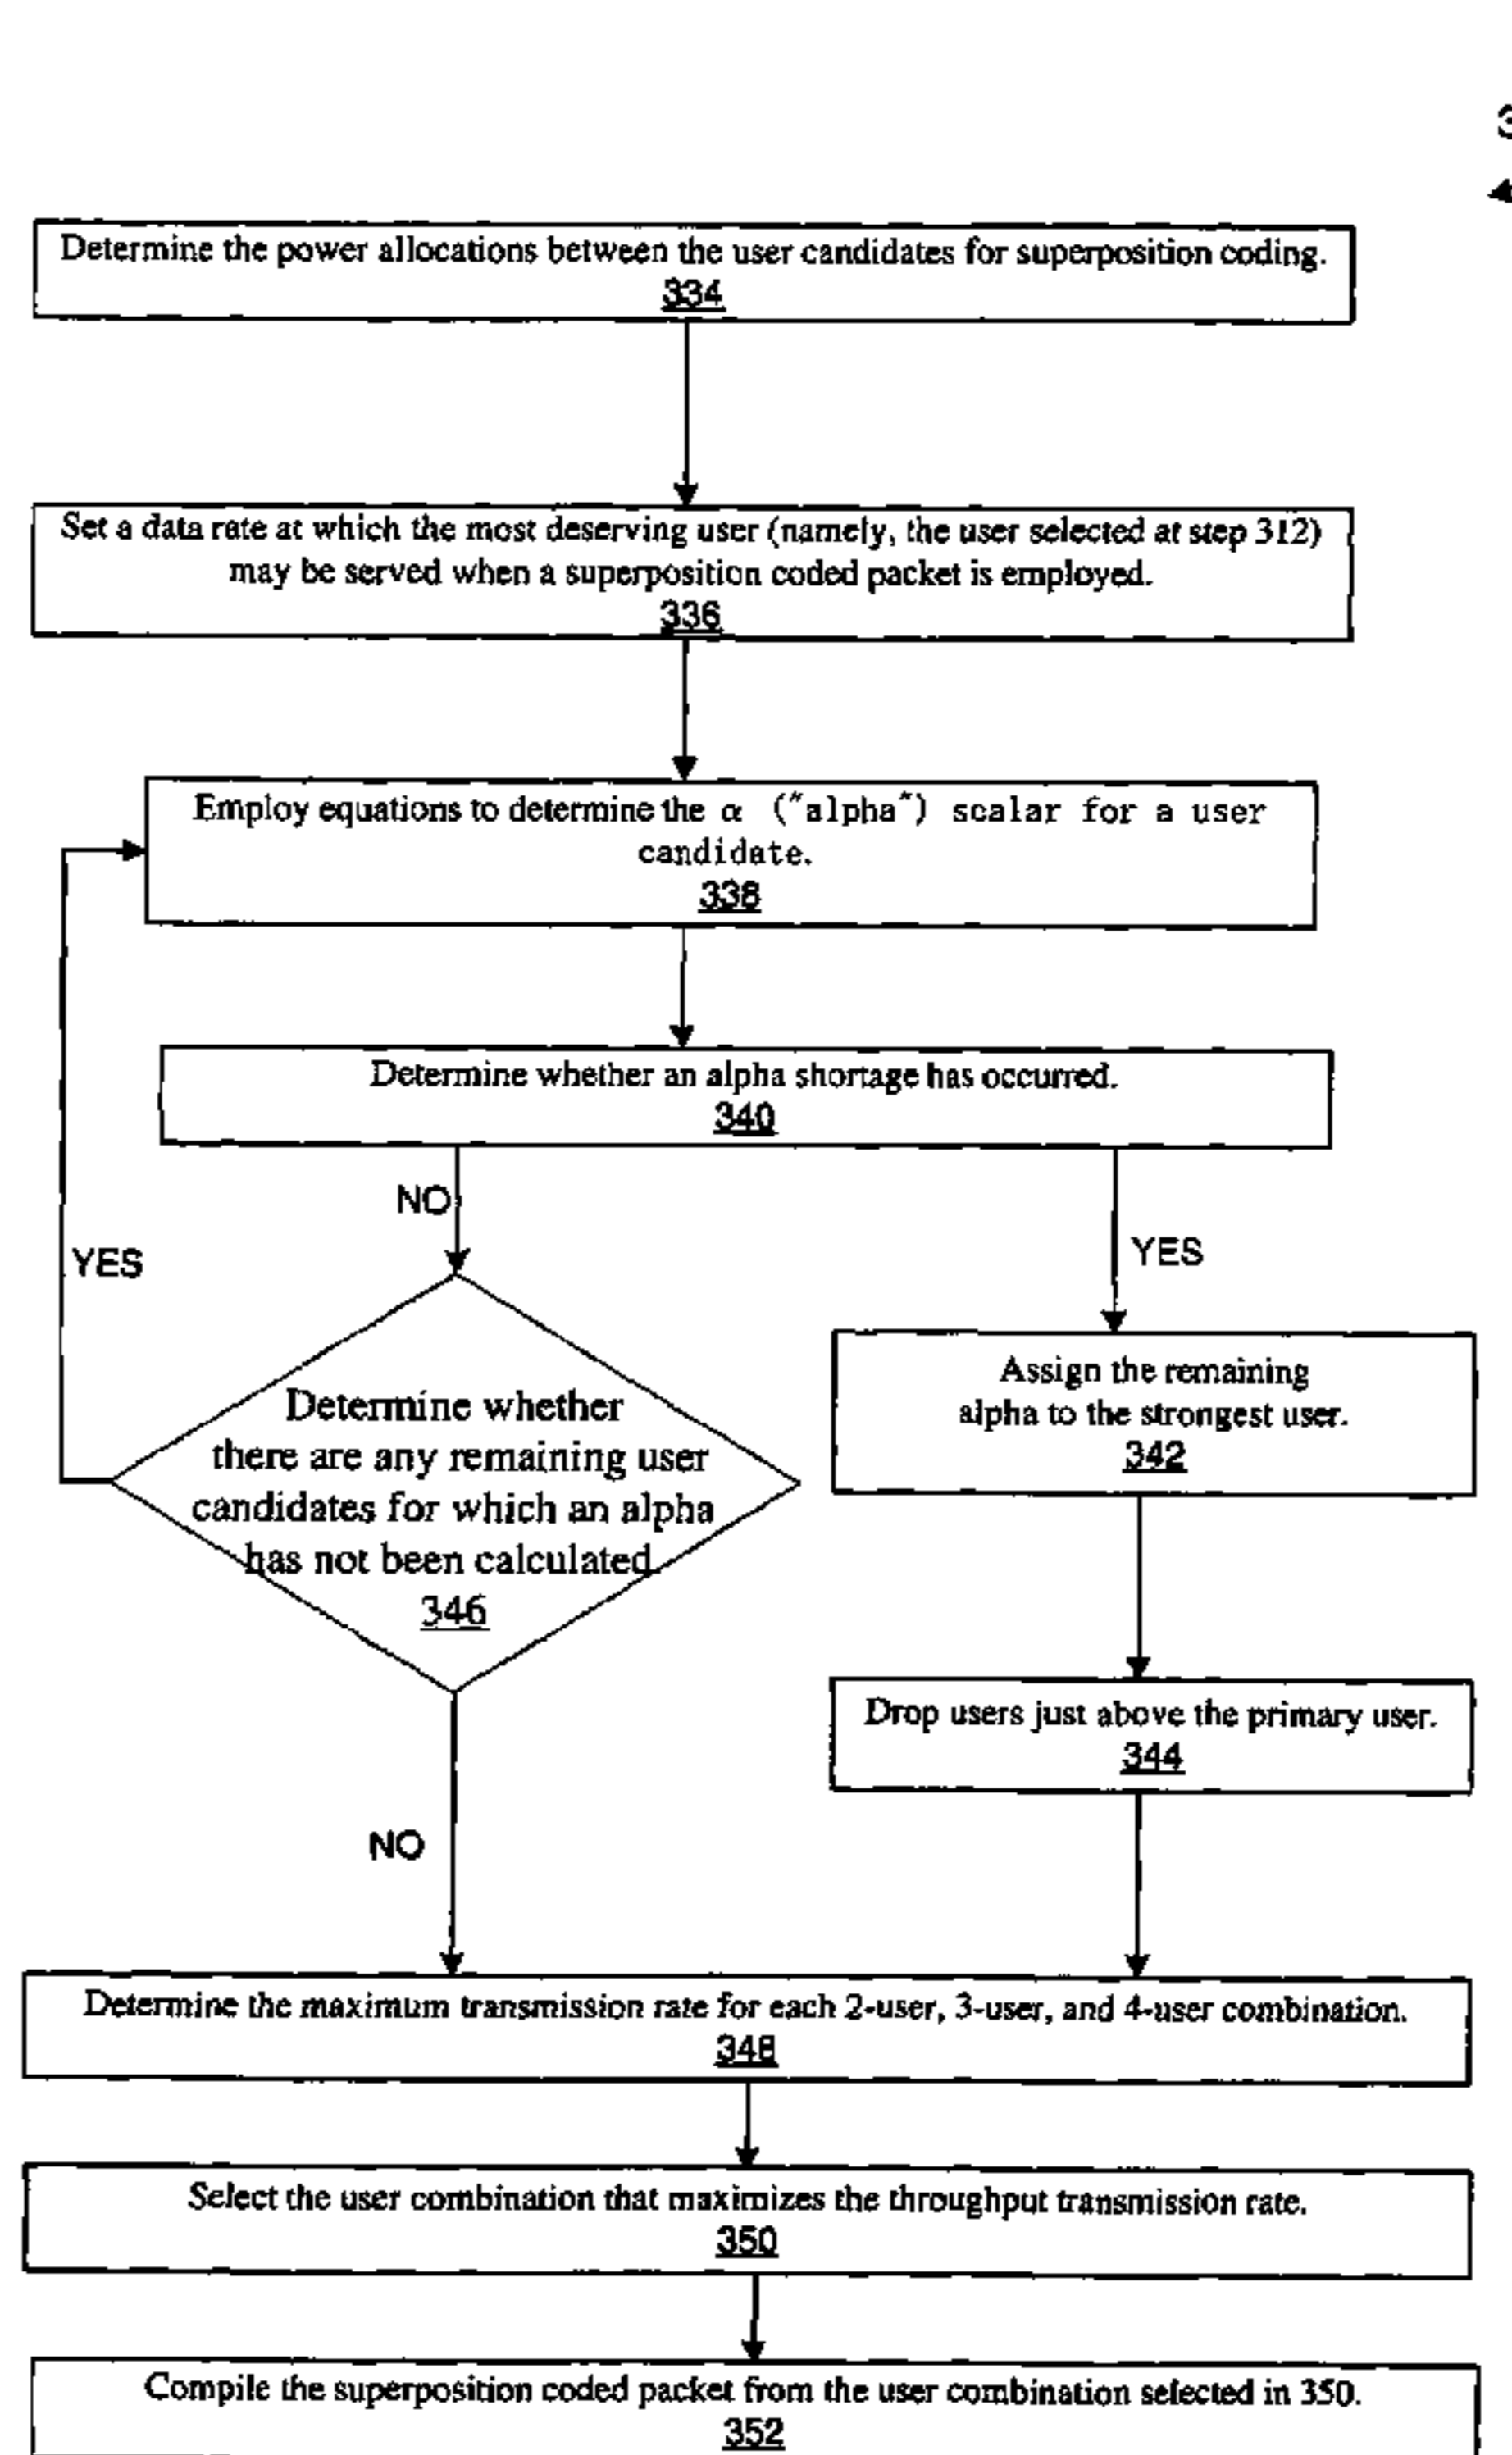 3
Determine the power allocations between the user candidates for superposition coding.
334
Set a data rate at which the most deserving user (namely, the user selected at step 312)
may be served when a superposition coded packet is employed.
336
Employ equations to determine the α ("alpha") scalar for a user
candidate.
338
Determine whether an alpha shortage has occurred.
340
NO
YES
YES
Assign the remaining
alpha to the strongest user.
342
Determine whether
there are any remaining user
candidates for which an alpha
has not been calculated.
346
Drop users just above the primary user.
344
NO
Determine the maximum transmission rate for each 2-user, 3-user, and 4-user combination.
348
Select the user combination that maximizes the throughput transmission rate.
350
Compile the superposition coded packet from the user combination selected in 350.
352